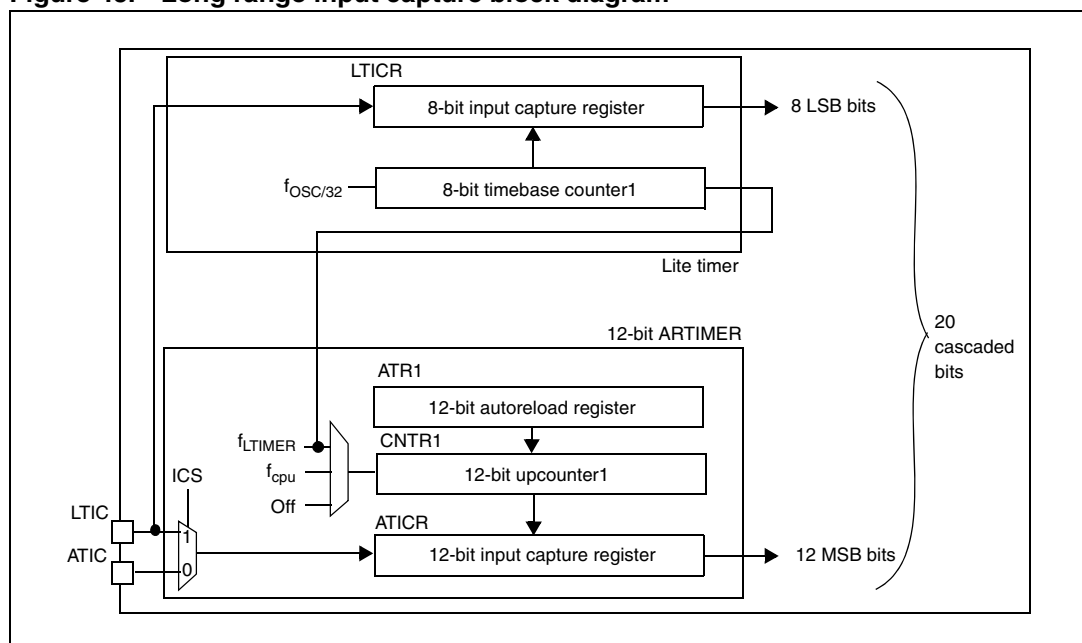 Figure 48. Long range input capture block diagram
LTICR
8-bit input capture register
8 LSB bits
fOSC/32
8-bit timebase counter1
Lite timer
12-bit ARTIMER
20
cascaded
bits
ATR1
12-bit autoreload register
fLTIMER
CNTR1
fcpu
12-bit upcounter1
ICS
Off
LTIC
ATICR
1
ATIC
12-bit input capture register
12 MSB bits
0